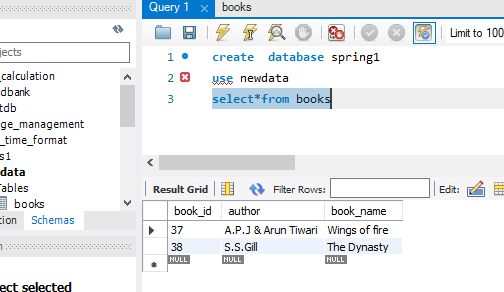 Query 1 books
jects
Limit to 100
_calculation
dbank
tdb
ge_management
_time_format
s1
data
Tables
books
tion Schemas
ct selected
1 create database spring1
2 use newdata
3 select*from books
Result Grid Filter Rows: Edit:
book_id author book_name
37 A.P.J & Arun Tiwari Wings of fire
38 S.S.Gill The Dynasty
NULL NULL NULL